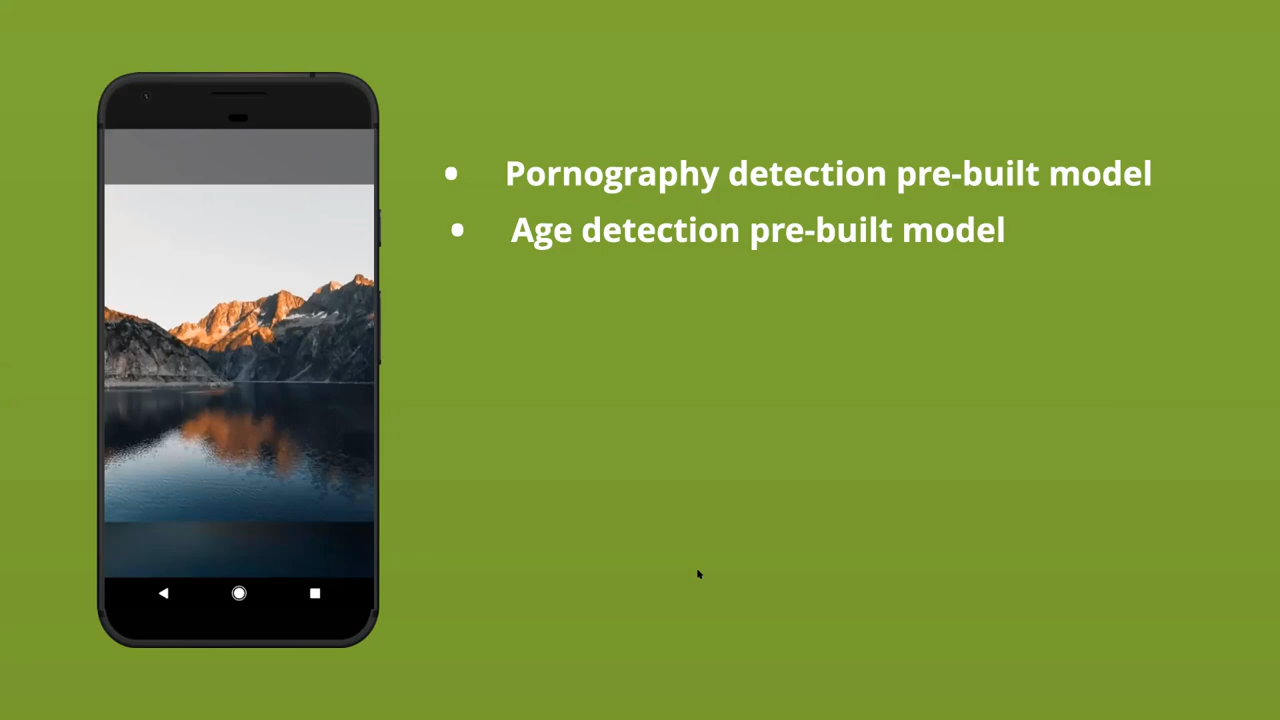 • Pornography detection pre-built model
• Age detection pre-built model